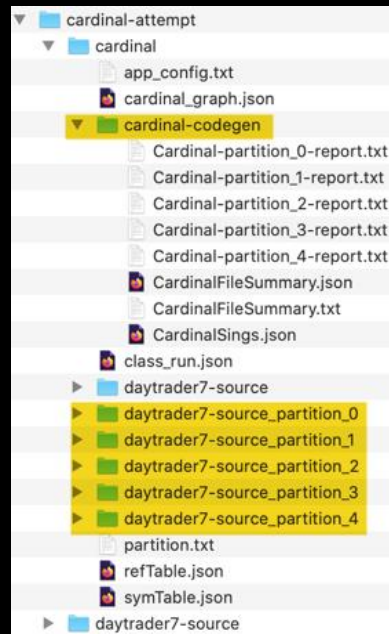 cardinal-attempt
cardinal
app_config.txt
cardinal_graph.json
cardinal-codegen
Cardinal-partition_0-report.txt
Cardinal-partition_1-report.txt
Cardinal-partition_2-report.txt
Cardinal-partition_3-report.txt
Cardinal-partition_4-report.txt
CardinalFileSummary.json
CardinalFileSummary.txt
CardinalSings.json
class_run.json
daytrader7-source
daytrader7-source_partition_0
daytrader7-source_partition_1
daytrader7-source_partition_2
daytrader7-source_partition_3
daytrader7-source_partition_4
partition.txt
refTable.json
symTable.json
daytrader7-source